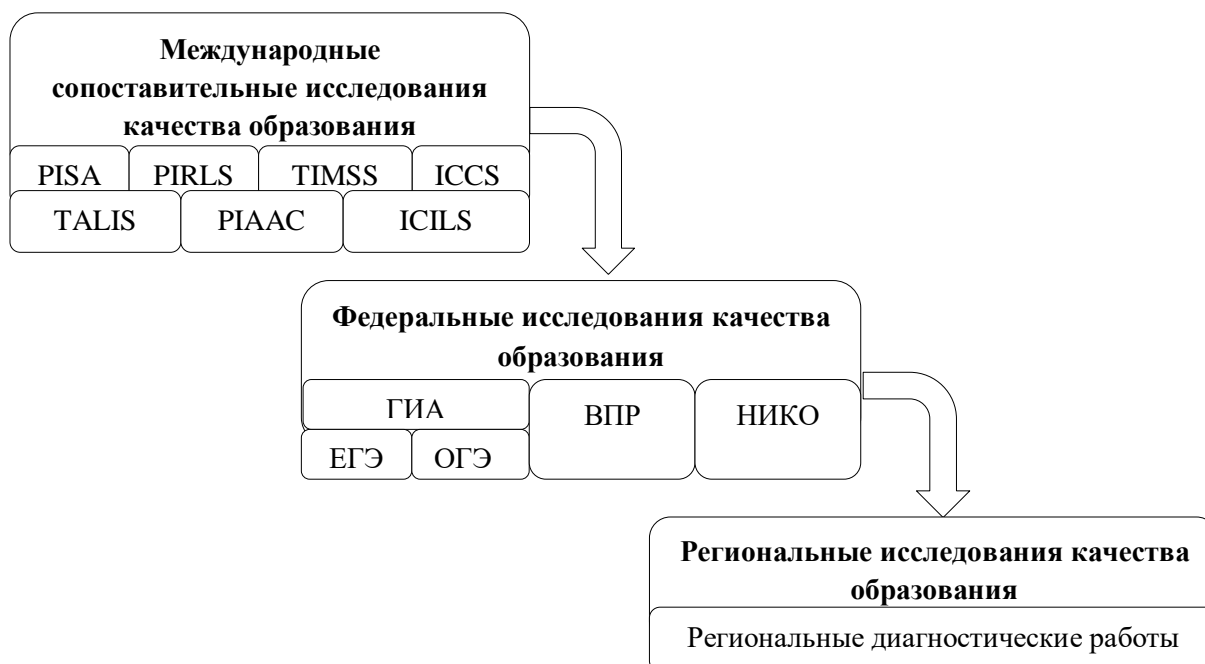 Международные
сопоставительные исследования
качества образования
PISA PIRLS TIMSS ICCS
TALIS PIAAC ICILS
Федеральные исследования качества
образования
ГИА ВПР НИКО
ЕГЭ ОГЭ
Региональные исследования качества
образования
Региональные диагностические работы